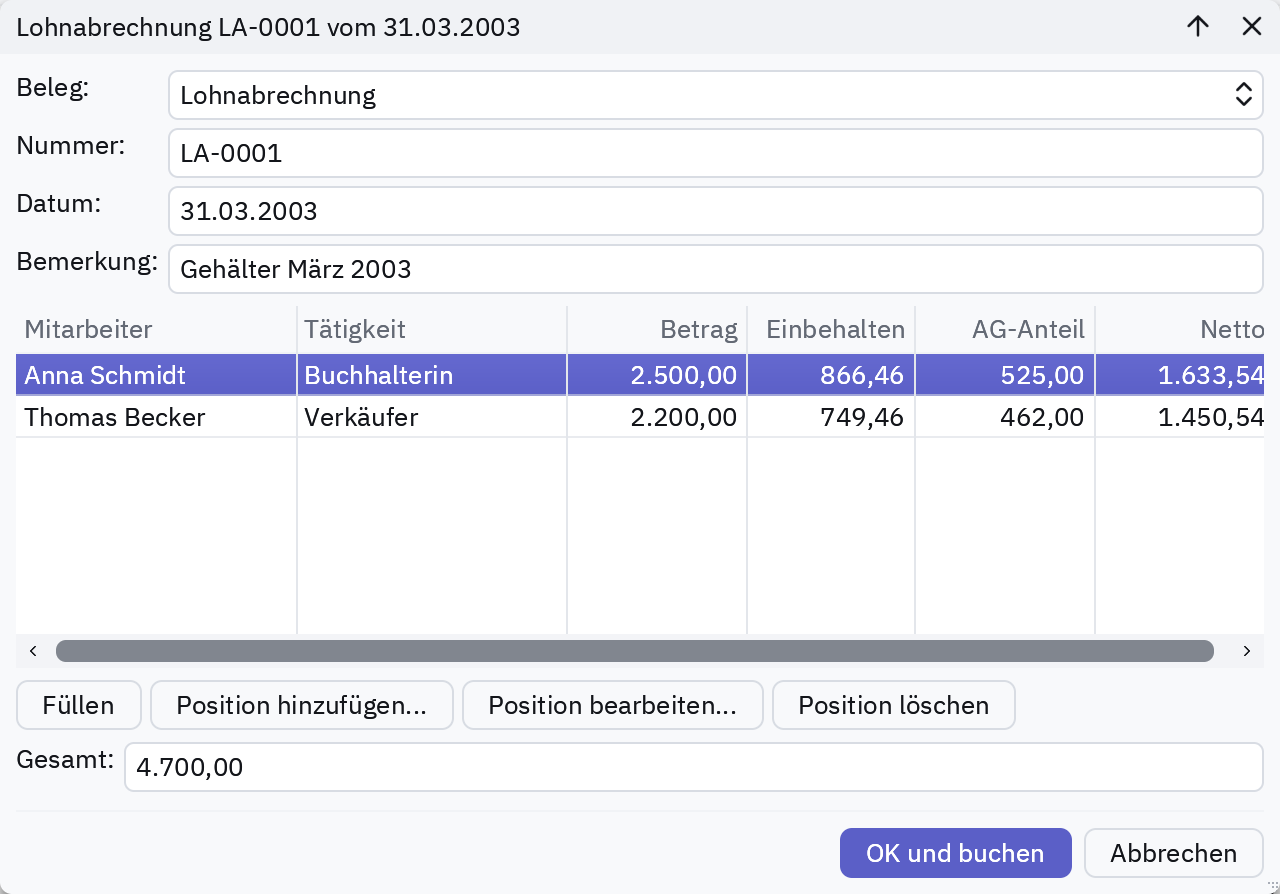 Lohnabrechnung LA-0001 vom 31.03.2003
Beleg: Lohnabrechnung
Nummer: LA-0001
Datum: 31.03.2003
Bemerkung: Gehälter März 2003
Mitarbeiter Tätigkeit Betrag Einbehalten AG-Anteil Netto
Anna Schmidt Buchhalterin 2.500,00 866,46 525,00 1.633,54
Thomas Becker Verkäufer 2.200,00 749,46 462,00 1.450,54
Füllen Position hinzufügen... Position bearbeiten... Position löschen
Gesamt: 4.700,00
OK und buchen Abbrechen